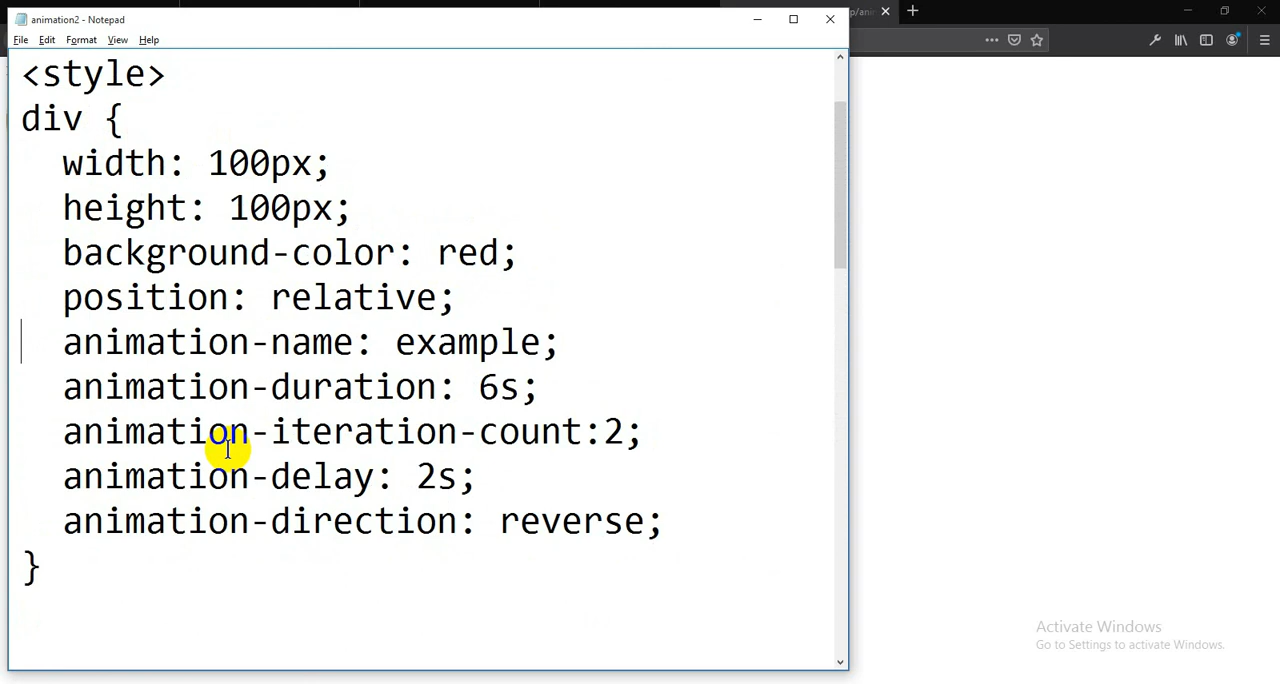 animation2 - Notepad
p/ani
File Edit Format View Help
<style>
div {
  width: 100px;
  height: 100px;
  background-color: red;
  position: relative;
  animation-name: example;
  animation-duration: 6s;
  animation-iteration-count:2;
  animation-delay: 2s;
  animation-direction: reverse;
}
Activate Windows
Go to Settings to activate Windows.